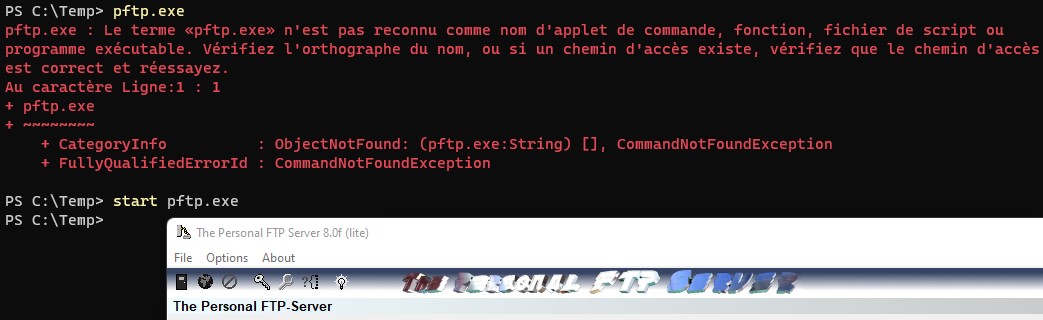 PS C:\Temp> pftp.exe
pftp.exe : Le terme «pftp.exe» n'est pas reconnu comme nom d'applet de commande, fonction, fichier de script ou
programme exécutable. Vérifiez l'orthographe du nom, ou si un chemin d'accès existe, vérifiez que le chemin d'accès
est correct et réessayez.
Au caractère Ligne:1 : 1
+ pftp.exe
+ ~~~~~~~~
    + CategoryInfo          : ObjectNotFound: (pftp.exe:String) [], CommandNotFoundException
    + FullyQualifiedErrorId : CommandNotFoundException
PS C:\Temp> start pftp.exe
PS C:\Temp>
The Personal FTP Server 8.0f (lite)
File Options About
The Personal FTP Server
The Personal FTP-Server